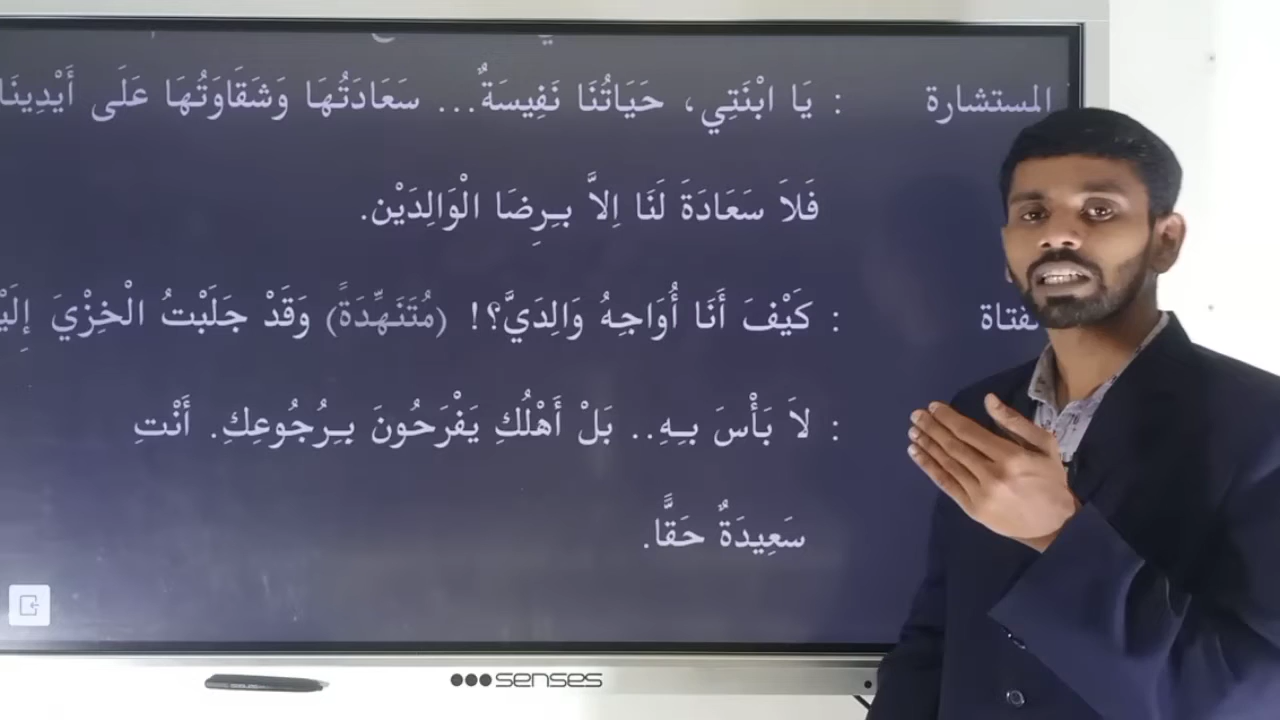 المستشارة : يَا ابْنَتِي، حَيَاتُنَا نَفِيسَةٌ... سَعَادَتُهَا وَشَقَاوَتُهَا عَلَى أَيْدِينَا
فَلاَ سَعَادَةَ لَنَا اِلاَّ بِرِضَا الْوَالِدَيْن.
: كَيْفَ أَنَا أُوَاجِهُ وَالِدَيَّ؟! (مُتَنَهِّدَةً) وَقَدْ جَلَبْتُ الْخِزْيَ
: لاَ بَأْسَ بِهِ.. بَلْ أَهْلُكِ يَفْرَحُونَ بِرُجُوعِكِ. أَنْتِ
سَعِيدَةٌ حَقًّا.
senses